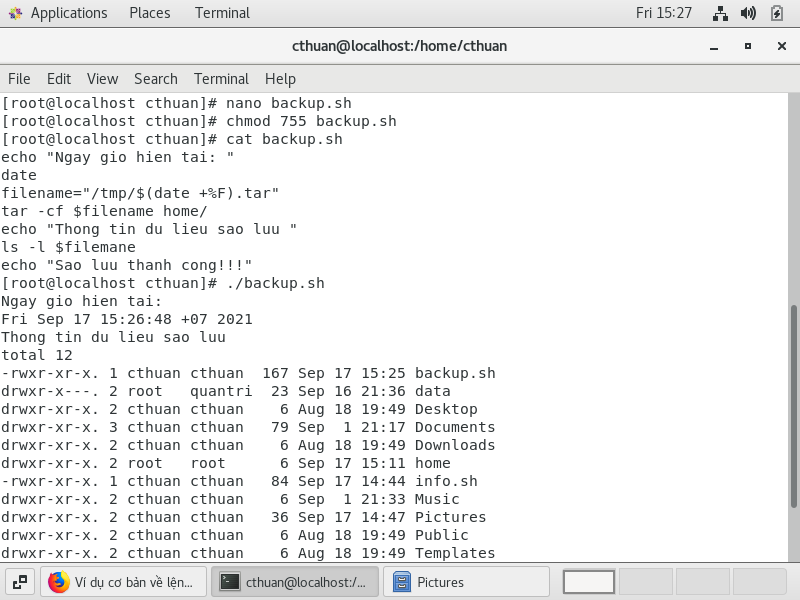 Applications Places Terminal Fri 15:27
cthuan@localhost:/home/cthuan
File Edit View Search Terminal Help
[root@localhost cthuan]# nano backup.sh
[root@localhost cthuan]# chmod 755 backup.sh
[root@localhost cthuan]# cat backup.sh
echo "Ngay gio hien tai: "
date
filename="/tmp/$(date +%F).tar"
tar -cf $filename home/
echo "Thong tin du lieu sao luu "
ls -l $filemane
echo "Sao luu thanh cong!!!"
[root@localhost cthuan]# ./backup.sh
Ngay gio hien tai:
Fri Sep 17 15:26:48 +07 2021
Thong tin du lieu sao luu
total 12
-rwxr-xr-x. 1 cthuan cthuan  167 Sep 17 15:25 backup.sh
drwxr-x---. 2 root   quantri  23 Sep 16 21:36 data
drwxr-xr-x. 2 cthuan cthuan    6 Aug 18 19:49 Desktop
drwxr-xr-x. 3 cthuan cthuan   79 Sep  1 21:17 Documents
drwxr-xr-x. 2 cthuan cthuan    6 Aug 18 19:49 Downloads
drwxr-xr-x. 2 root   root      6 Sep 17 15:11 home
-rwxr-xr-x. 1 cthuan cthuan   84 Sep 17 14:44 info.sh
drwxr-xr-x. 2 cthuan cthuan    6 Sep  1 21:33 Music
drwxr-xr-x. 2 cthuan cthuan   36 Sep 17 14:47 Pictures
drwxr-xr-x. 2 cthuan cthuan    6 Aug 18 19:49 Public
drwxr-xr-x. 2 cthuan cthuan    6 Aug 18 19:49 Templates
Ví dụ cơ bản về lện... cthuan@localhost:/... Pictures